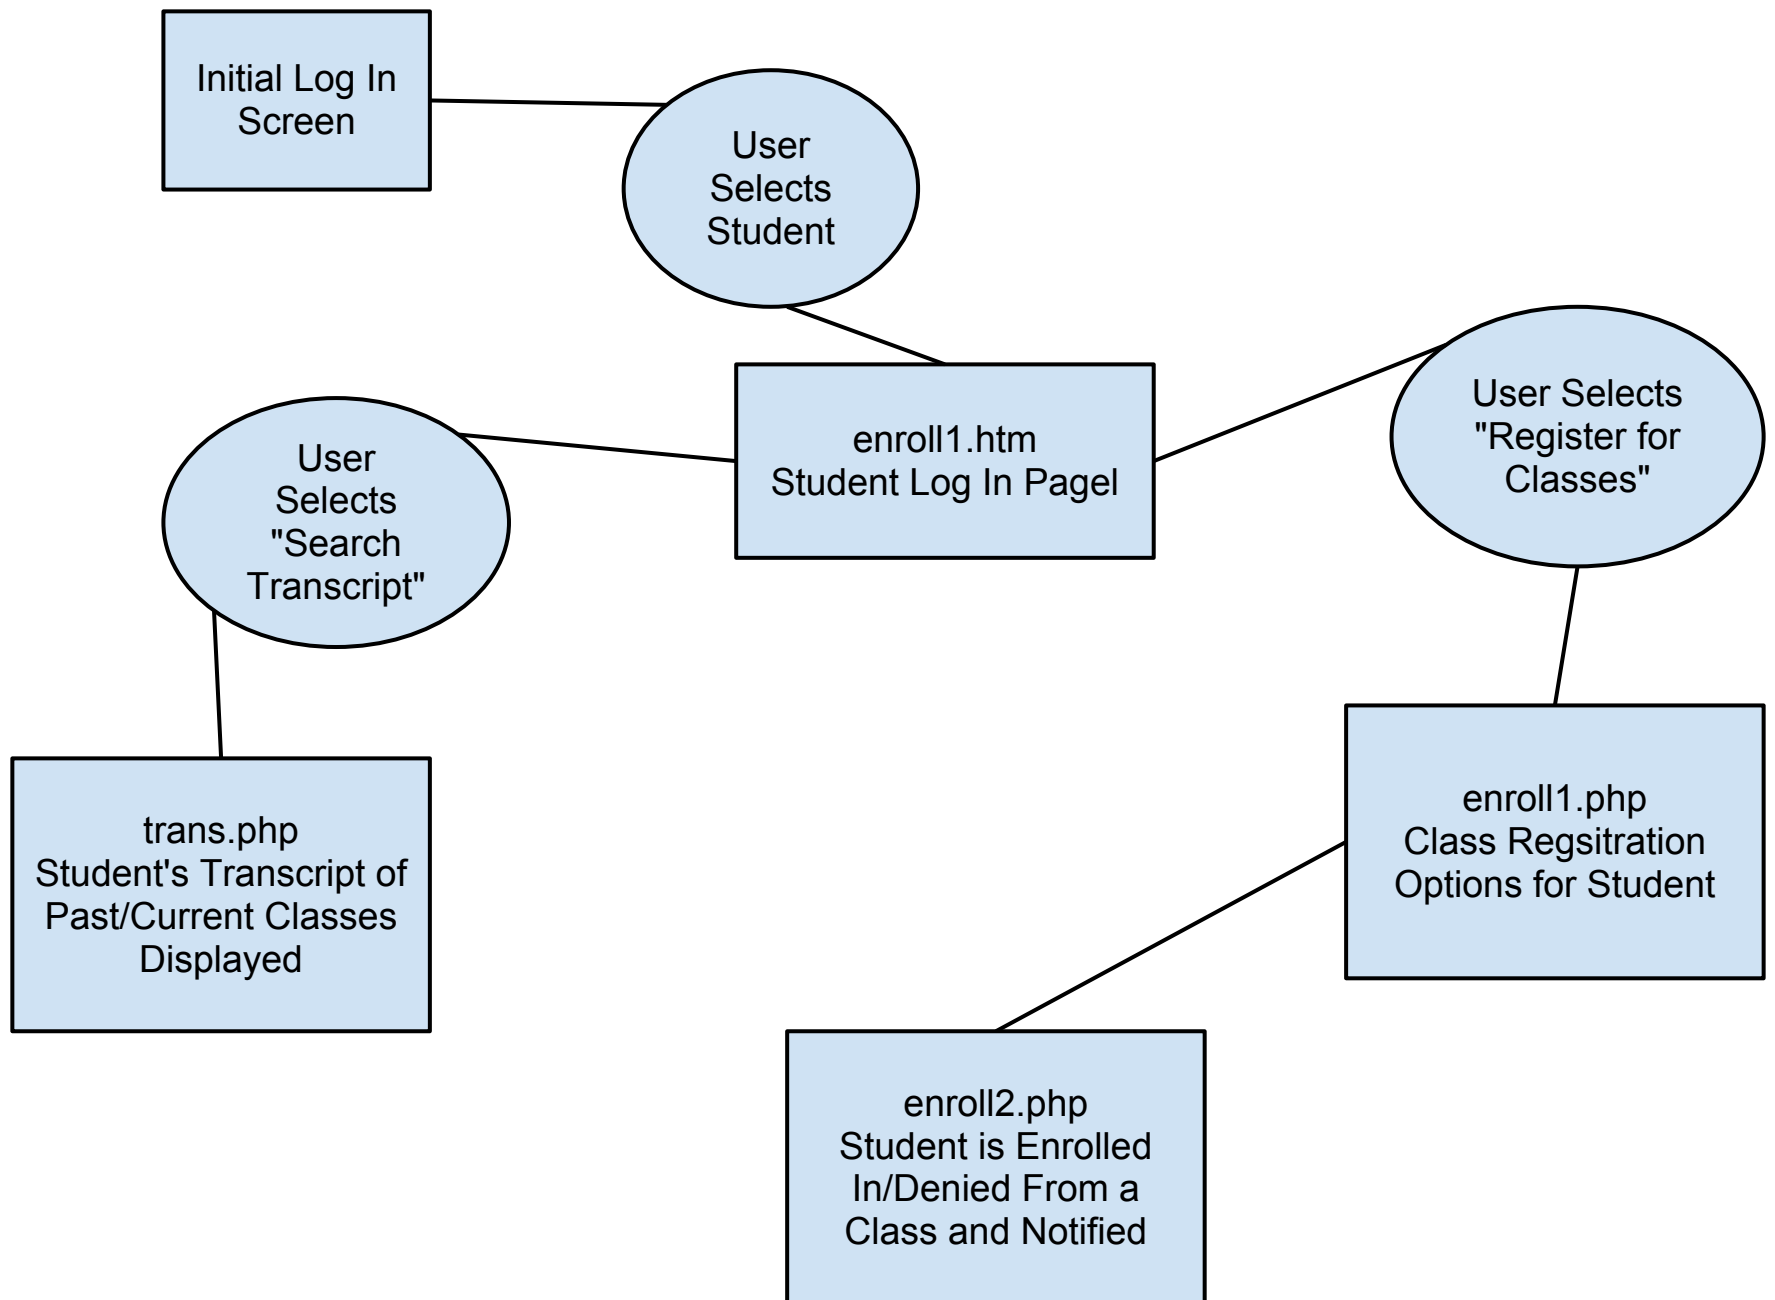 Initial Log In
Screen
User
Selects
Student
User Selects
"Register for
Classes"
enroll1.htm
Student Log In Pagel
User
Selects
"Search
Transcript"
enroll1.php
Class Regsitration
Options for Student
trans.php
Student's Transcript of
Past/Current Classes
Displayed
enroll2.php
Student is Enrolled
In/Denied From a
Class and Notified